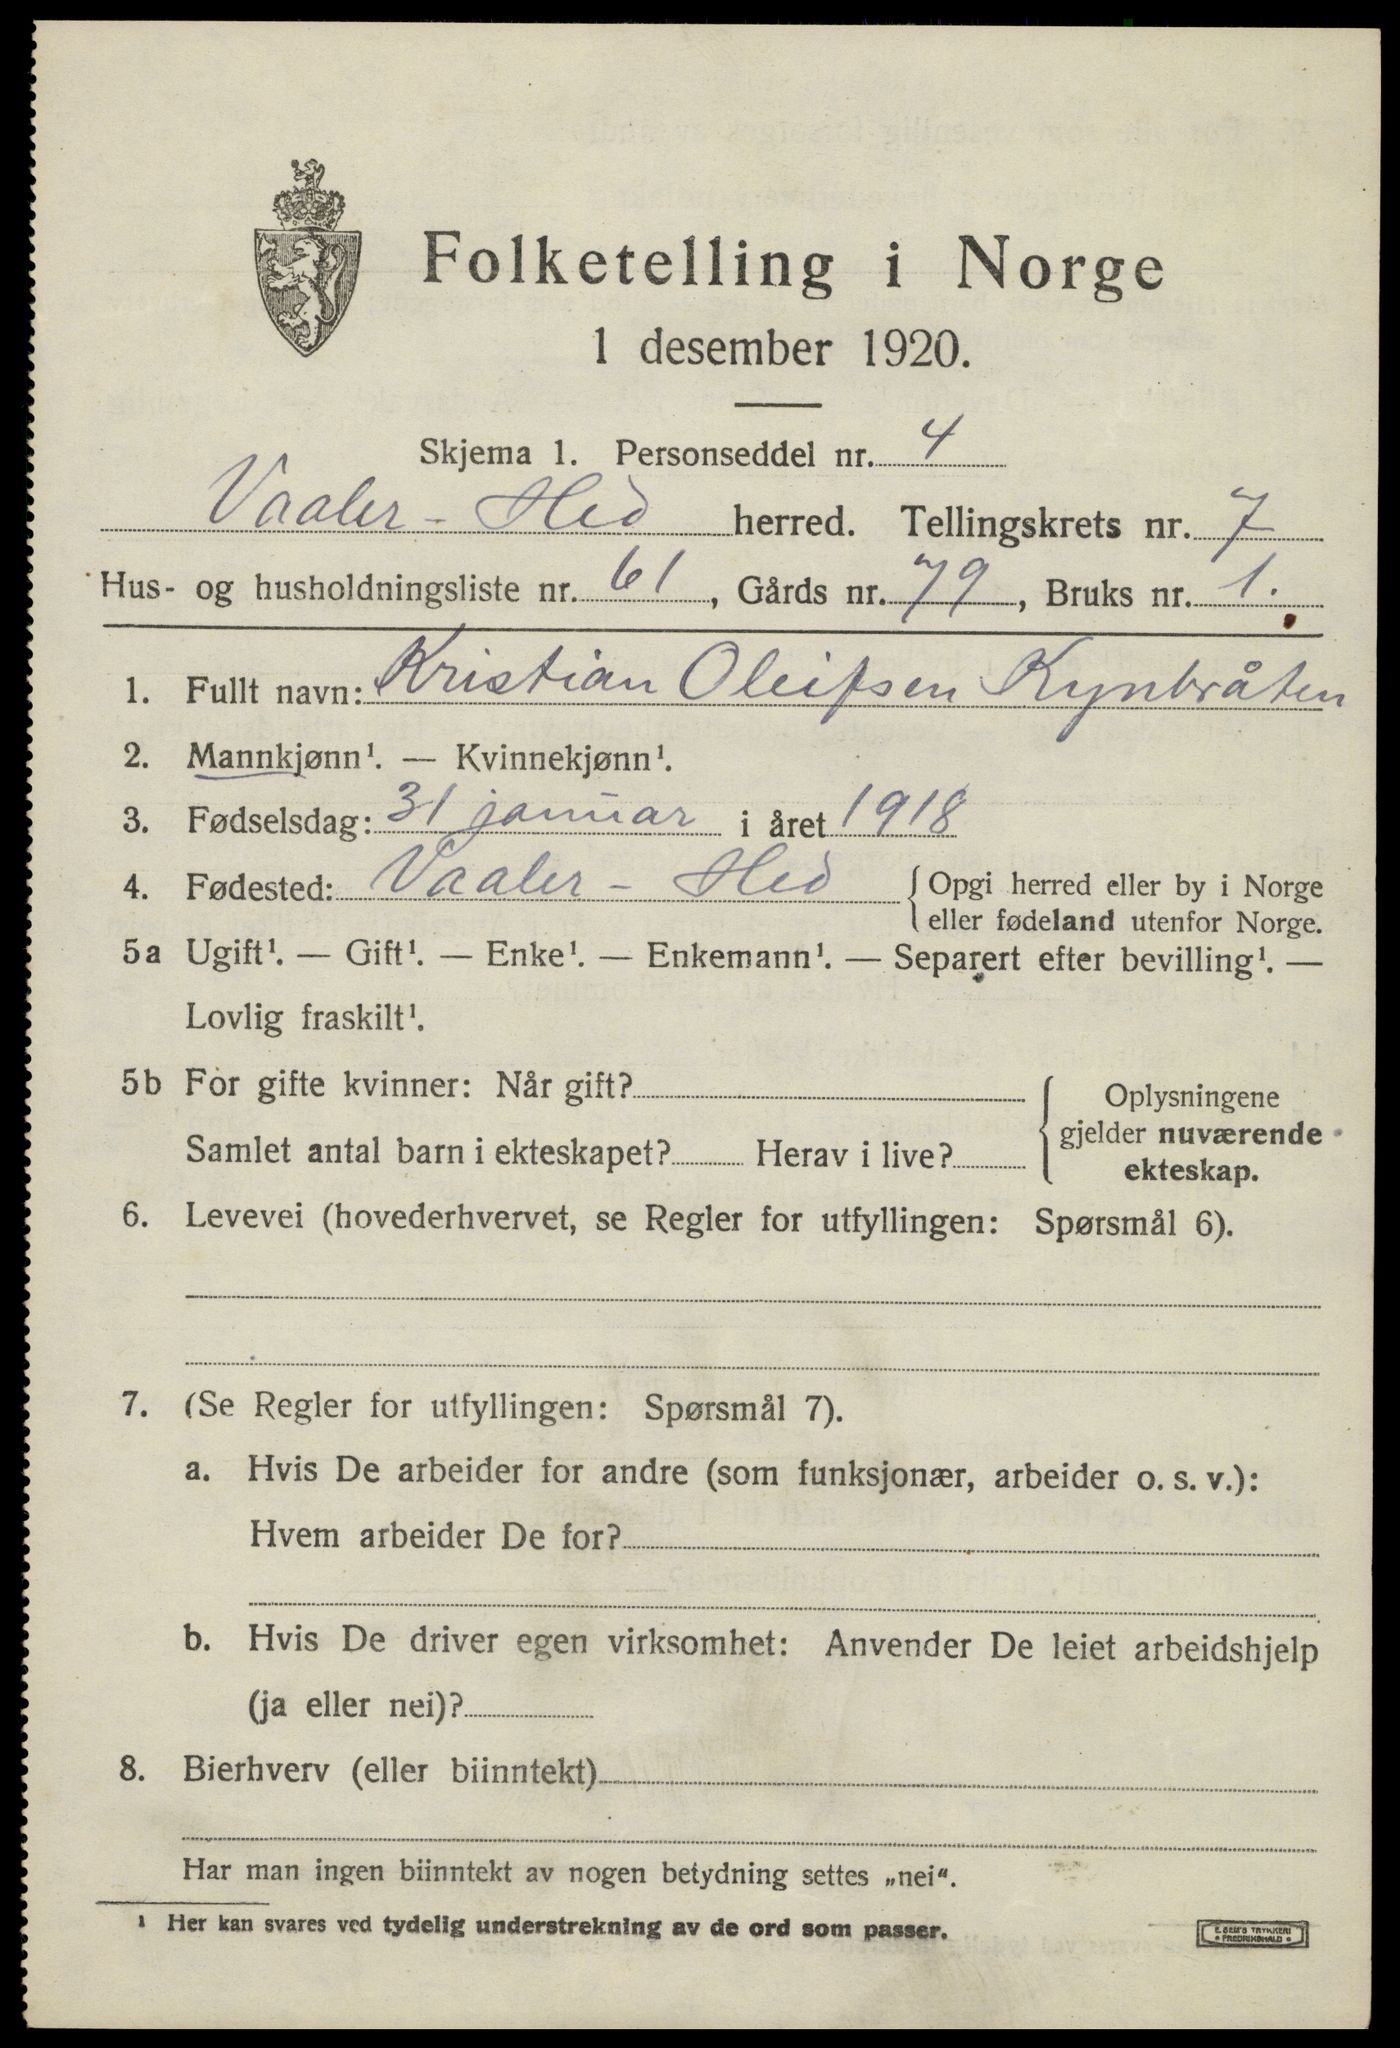 Folketelling i Norge
1 desember 1920.
Skjema 1. Personseddel nr. 4
Vaaler - Hed herred. Tellingskrets nr. 7
Hus- og husholdningsliste nr. 61, Gårds nr. 79, Bruks nr. 1.
1. Fullt navn: Kristian Oleifsen Kynbråten
2. Mannkjønn¹. — Kvinnekjønn¹.
3. Fødselsdag: 31 januar i året 1918
4. Fødested: Vaaler - Hed { Opgi herred eller by i Norge
eller fødeland utenfor Norge.
5a Ugift¹. — Gift¹. — Enke¹. — Enkemann¹. — Separert efter bevilling¹. —
Lovlig fraskilt¹.
5b For gifte kvinner: Når gift?
Samlet antal barn i ekteskapet? Herav i live?
Oplysningene
gjelder nuværende
ekteskap.
6. Levevei (hovederhvervet, se Regler for utfyllingen: Spørsmål 6).
7. (Se Regler for utfyllingen: Spørsmål 7).
a. Hvis De arbeider for andre (som funksjonær, arbeider o. s. v.):
Hvem arbeider De for?
b. Hvis De driver egen virksomhet: Anvender De leiet arbeidshjelp
(ja eller nei)?
8. Bierhverv (eller biinntekt)
Har man ingen biinntekt av nogen betydning settes „nei“.
¹ Her kan svares ved tydelig understrekning av de ord som passer.
E. SEM'S TRYKKERI
FREDRIKSHALD